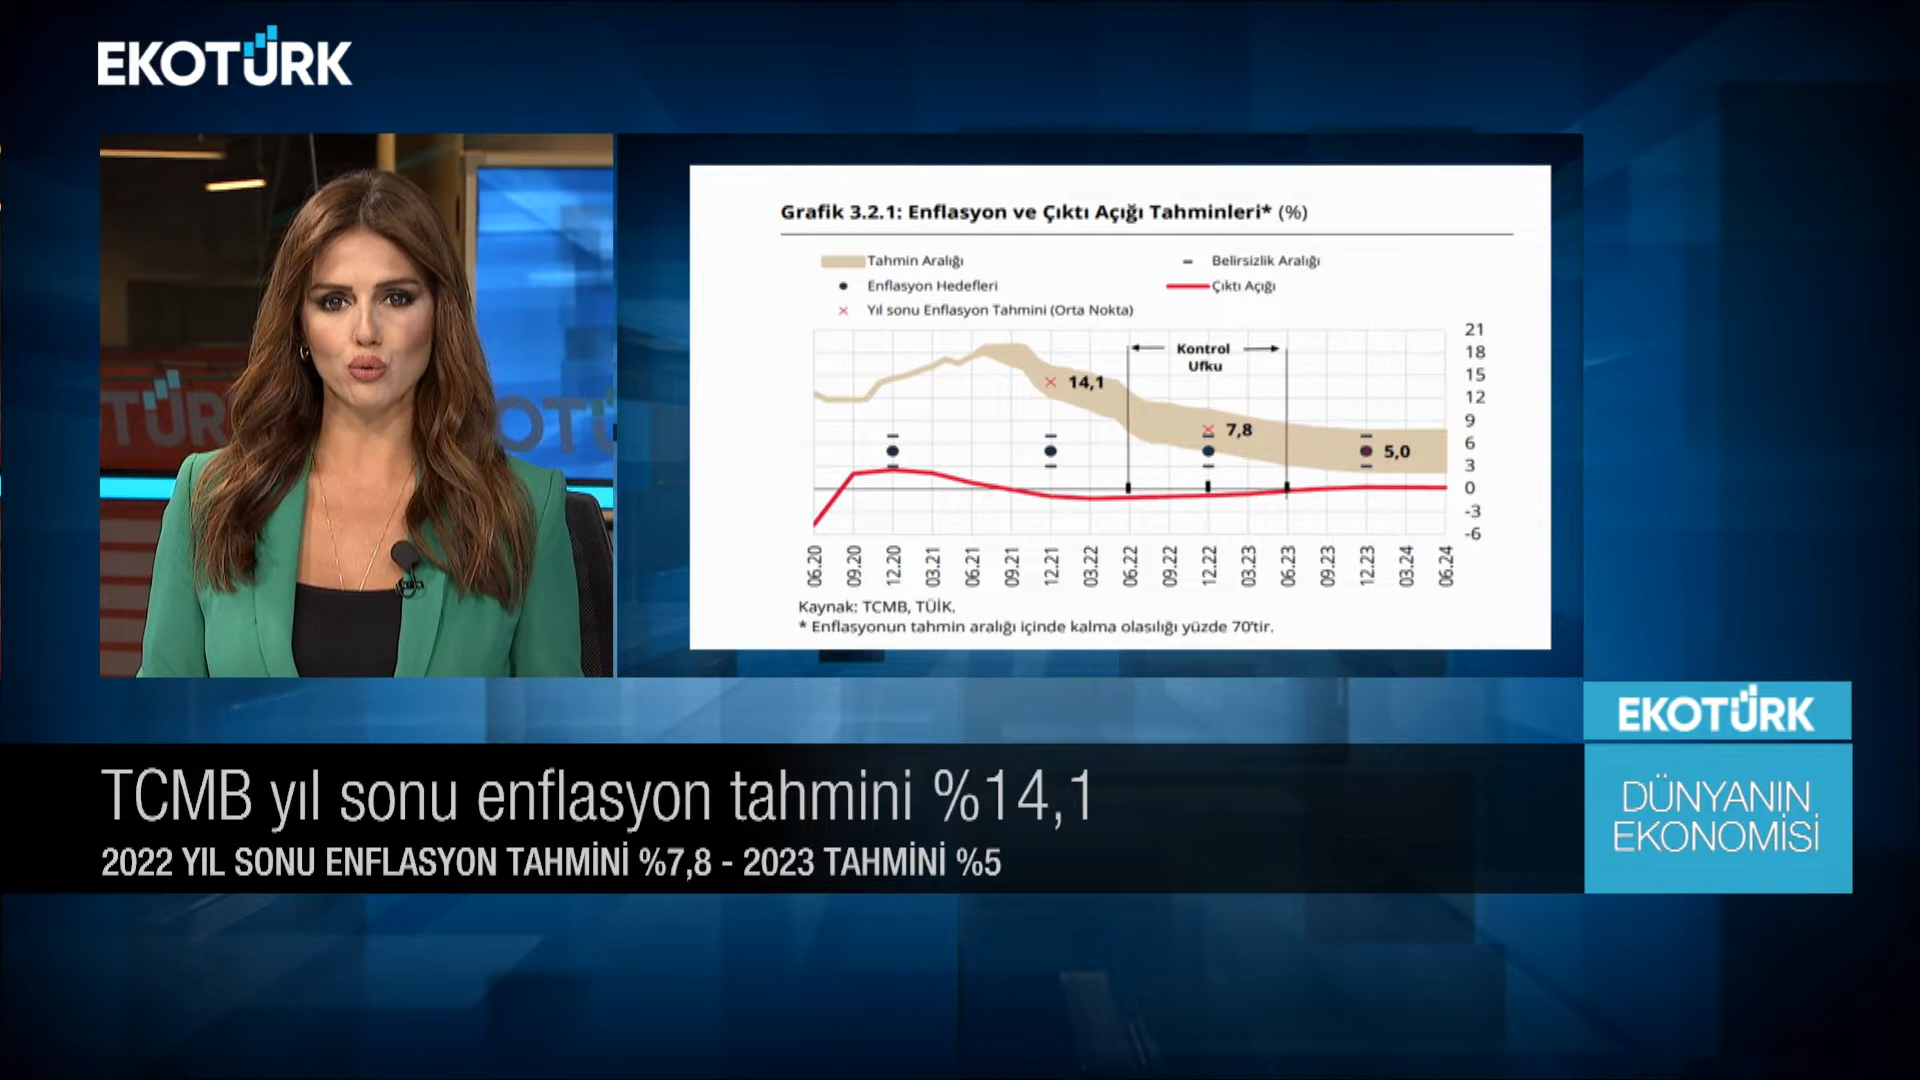 EKOTÜRK
TÜRK
OTÜ
Grafik 3.2.1: Enflasyon ve Çıktı Açığı Tahminleri* (%)
Tahmin Aralığı
Belirsizlik Aralığı
Enflasyon Hedefleri
Çıktı Açığı
Yıl sonu Enflasyon Tahmini (Orta Nokta)
Kontrol
Ufku
14,1
7,8
5,0
21
18
15
12
9
6
3
0
-3
-6
06.20 09.20 12.20 03.21 06.21 09.21 12.21 03.22 06.22 09.22 12.22 03.23 06.23 09.23 12.23 03.24 06.24
Kaynak: TCMB, TÜİK.
* Enflasyonun tahmin aralığı içinde kalma olasılığı yüzde 70’tir.
EKOTÜRK
TCMB yıl sonu enflasyon tahmini %14,1
2022 YIL SONU ENFLASYON TAHMİNİ %7,8 - 2023 TAHMİNİ %5
DÜNYANIN
EKONOMİSİ